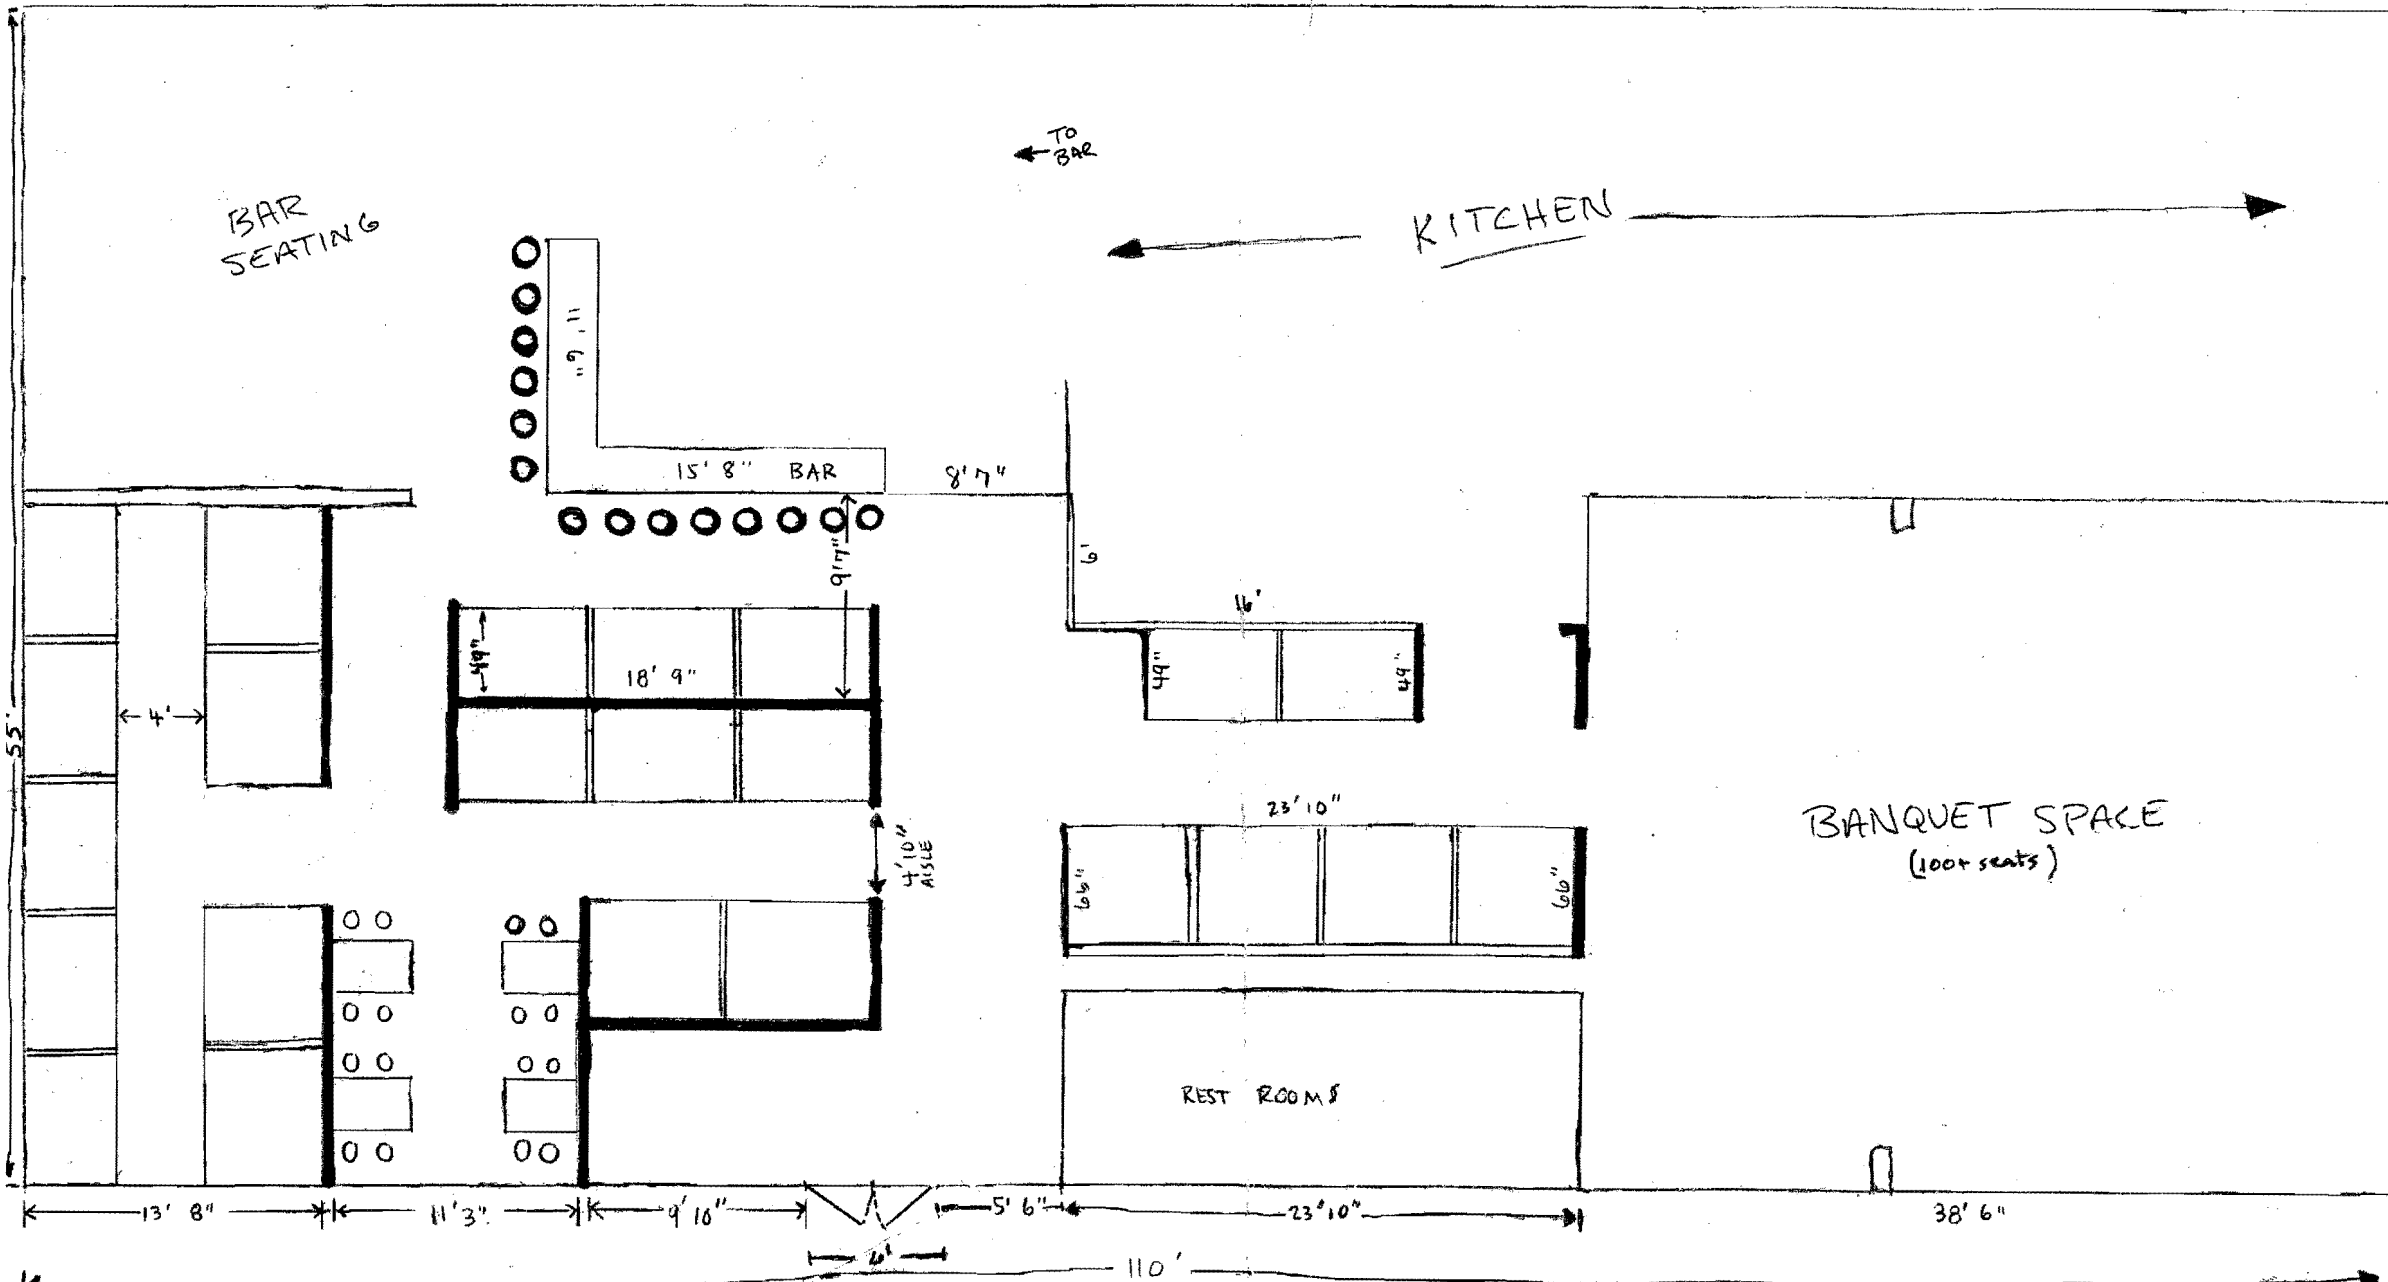 TO
BAR
BAR
SEATING
KITCHEN
11' 6"
15' 8" BAR
8' 7"
9' 7"
6'
16'
49"
18' 9"
49"
49"
4'
55'
23' 10"
BANQUET SPACE
(100+ seats)
4' 10"
AISLE
66"
66"
REST ROOMS
13' 8"
11' 3"
9' 10"
5' 6"
23' 10"
38' 6"
6'
110'